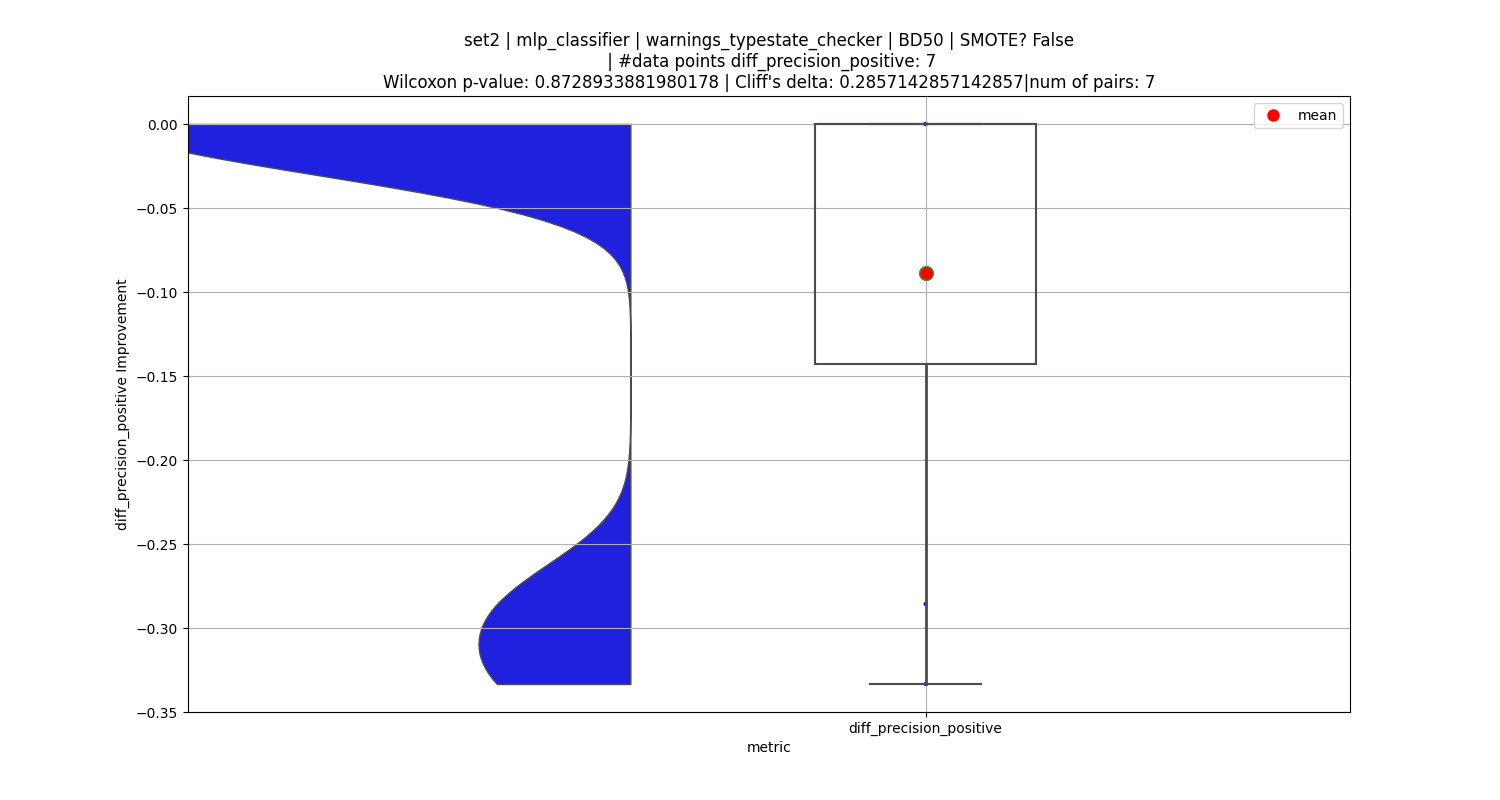 set2 | mlp_classifier | warnings_typestate_checker | BD50 | SMOTE? False
| #data points diff_precision_positive: 7
Wilcoxon p-value: 0.8728933881980178 | Cliff's delta: 0.2857142857142857|num of pairs: 7
mean
0.00
−0.05
−0.10
−0.15
−0.20
−0.25
−0.30
−0.35
diff_precision_positive Improvement
diff_precision_positive
metric